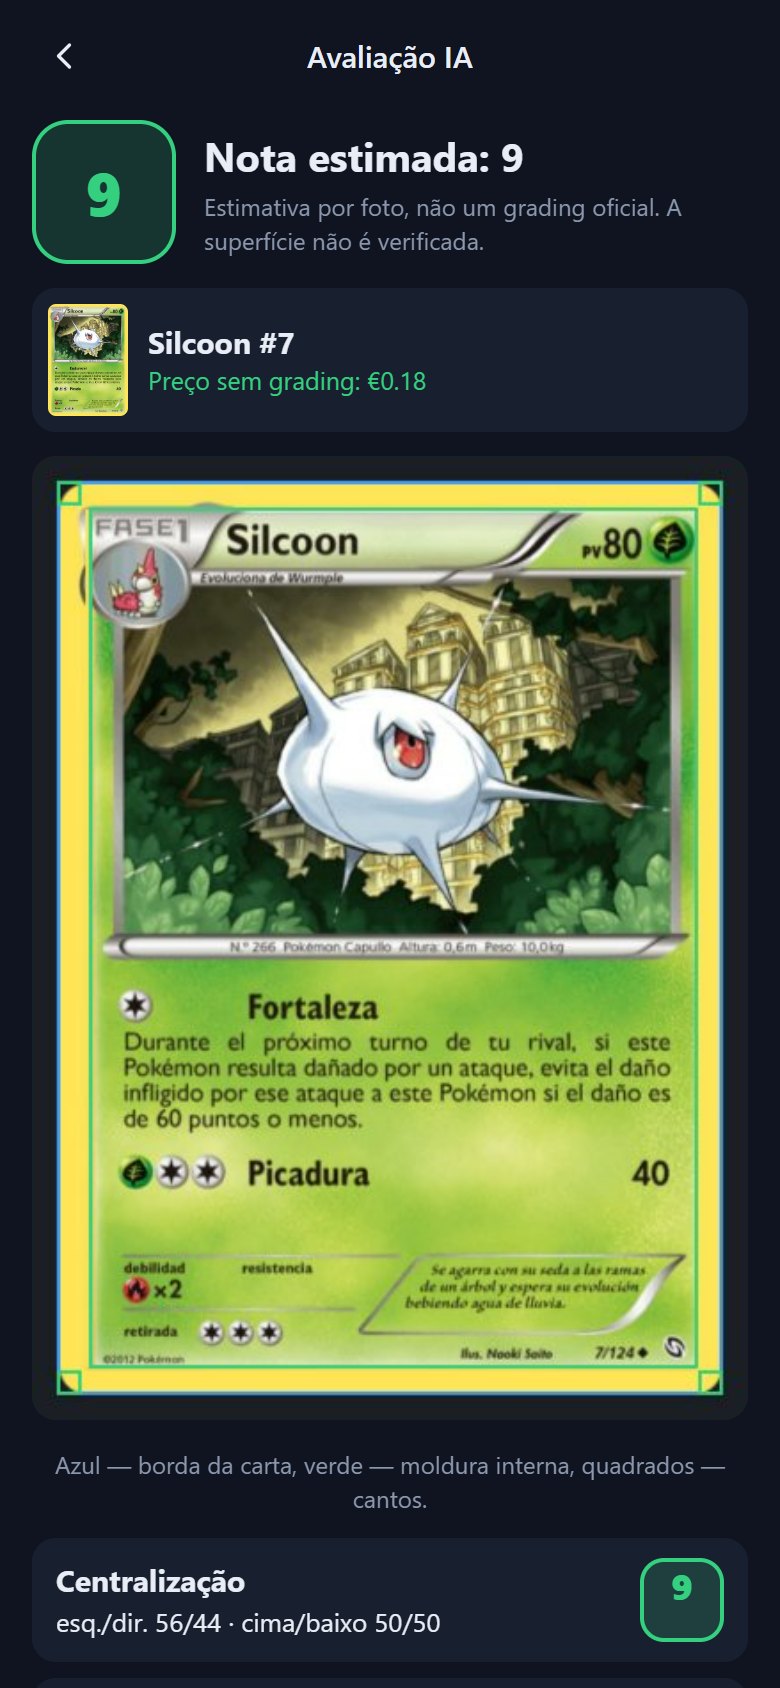 Avaliação IA
9
Nota estimada: 9
Estimativa por foto, não um grading oficial. A
superfície não é verificada.
Silcoon #7
Preço sem grading: €0.18
FASE1
Silcoon
PV80
Evoluciona de Wurmple
N.º 266 Pokémon Capullo Altura: 0,6m Peso: 10,0kg
Fortaleza
Durante el próximo turno de tu rival, si este
Pokémon resulta dañado por un ataque, evita el daño
infligido por ese ataque a este Pokémon si el daño es
de 60 puntos o menos.
Picadura 40
debilidad resistencia
×2
Se agarra con su seda a las ramas
de un árbol y espera su evolución
bebiendo agua de lluvia.
retirada
©2012 Pokémon
Ilus. Naoki Saito 7/124
Azul — borda da carta, verde — moldura interna, quadrados —
cantos.
Centralização
esq./dir. 56/44 · cima/baixo 50/50
9